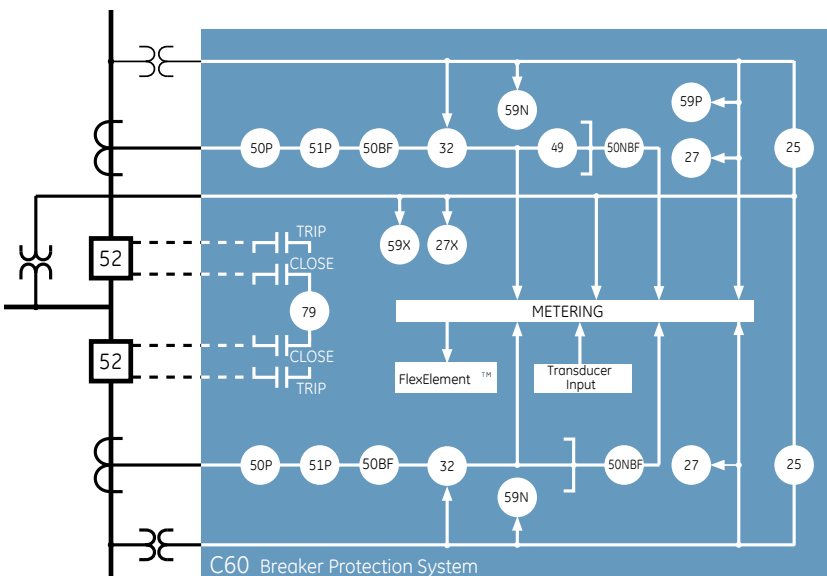 59N
59P
50P 51P 50BF 32 49 50NBF 27 25
TRIP
59X 27X
52
CLOSE
79
METERING
52
CLOSE
FlexElement ™
Transducer
Input
TRIP
50P 51P 50BF 32 50NBF 27 25
59N
C60 Breaker Protection System